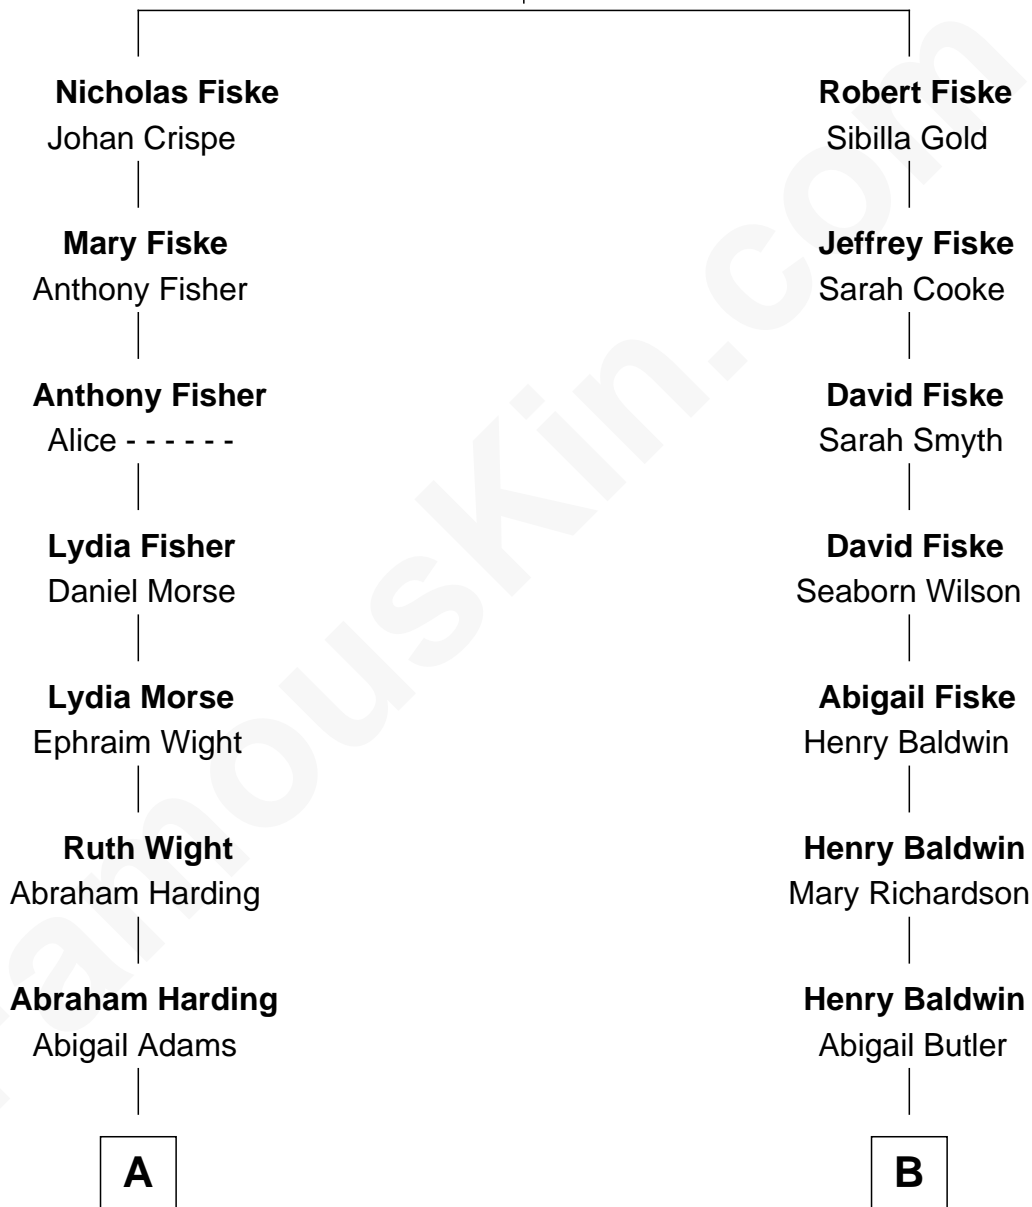 Nicholas Fiske
Johan Crispe
Mary Fiske
Anthony Fisher
Anthony Fisher
Alice - - - - - -
Lydia Fisher
Daniel Morse
Lydia Morse
Ephraim Wight
Ruth Wight
Abraham Harding
Abraham Harding
Abigail Adams
A
Robert Fiske
Sibilla Gold
Jeffrey Fiske
Sarah Cooke
David Fiske
Sarah Smyth
David Fiske
Seaborn Wilson
Abigail Fiske
Henry Baldwin
Henry Baldwin
Mary Richardson
Henry Baldwin
Abigail Butler
B
FamousKin.com